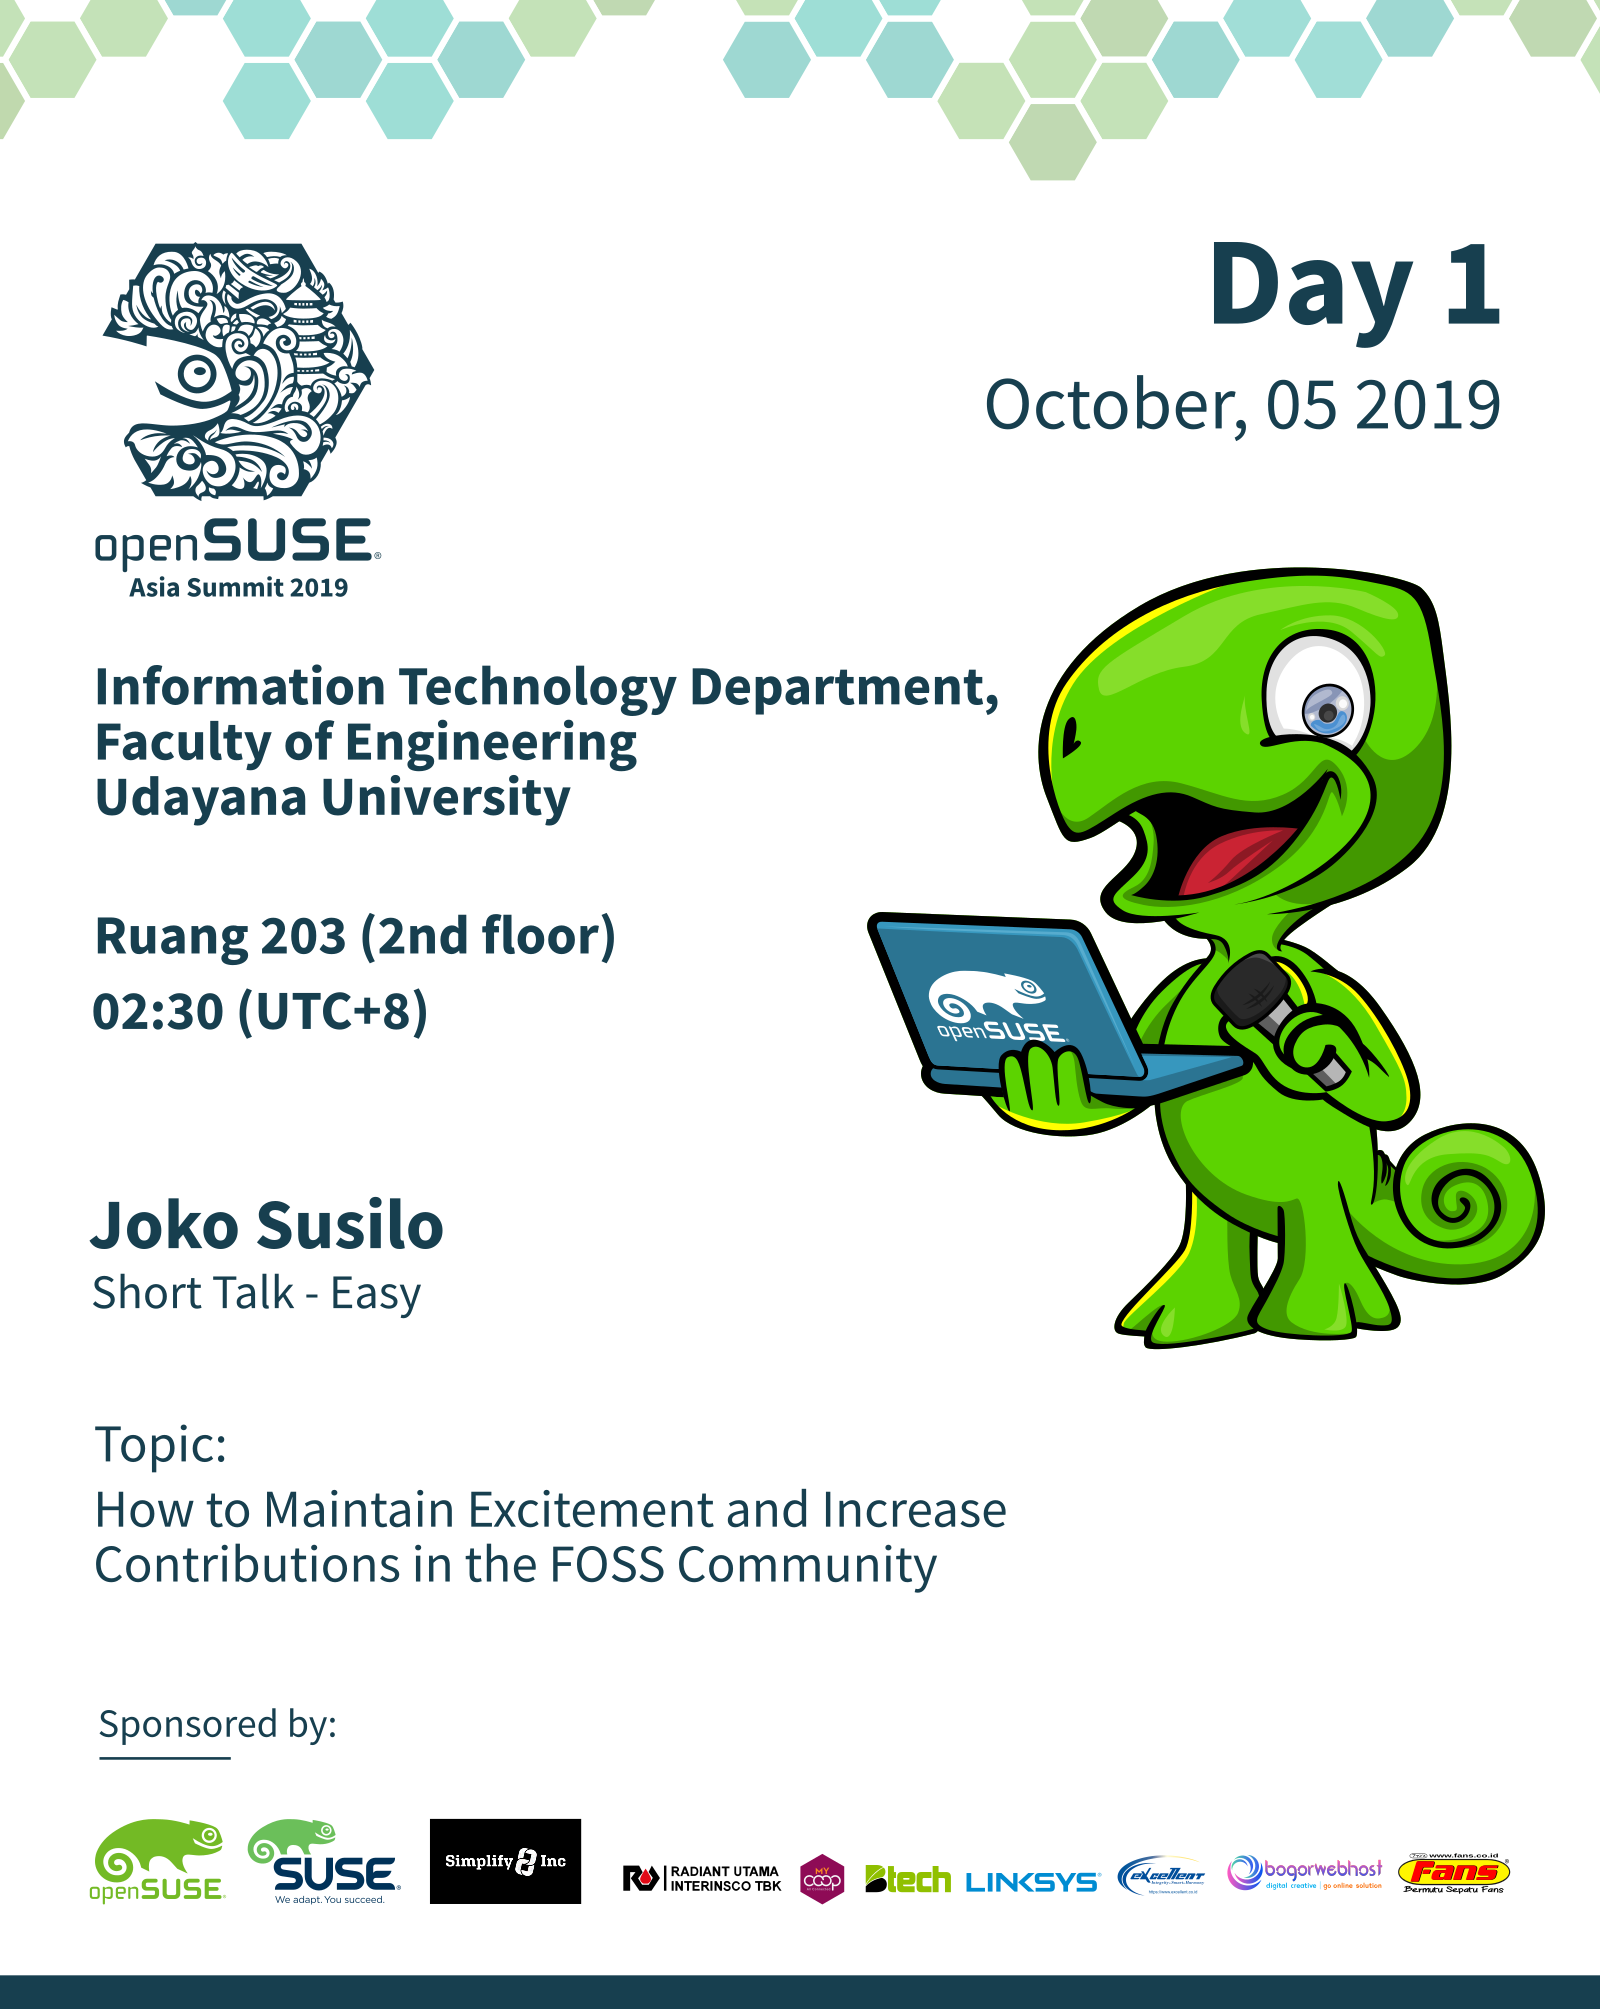 Day 1
October, 05 2019
openSUSE®
Asia Summit 2019
Information Technology Department,
Faculty of Engineering
Udayana University
Ruang 203 (2nd floor)
02:30 (UTC+8)
openSUSE
Joko Susilo
Short Talk - Easy
Topic:
How to Maintain Excitement and Increase
Contributions in the FOSS Community
Sponsored by:
openSUSE
SUSE®
We adapt. You succeed.
Simplify Inc
RADIANT UTAMA
INTERINSCO TBK
MY
COOP
Btech
LINKSYS
eXcellent
bogorwebhost
digital creative | go online solution
www.fans.co.id
Fans®
Bermutu Sepatu Fans